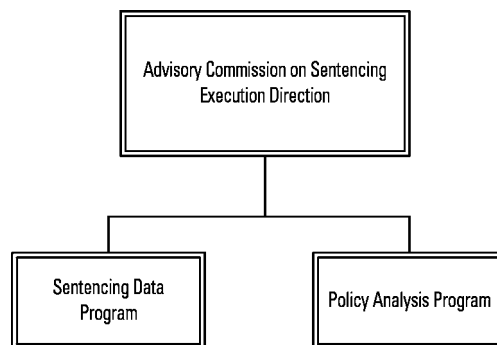 Advisory Commission on Sentencing
Execution Direction
Sentencing Data
Program
Policy Analysis Program